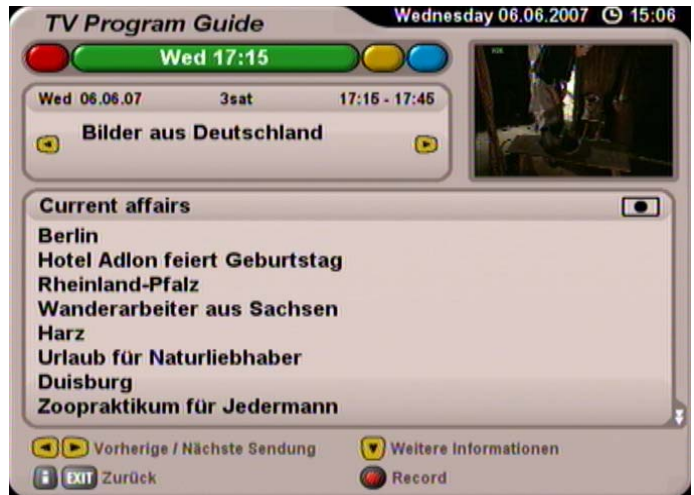 TV Program Guide
Wednesday 06.06.2007 15:06
Wed 17:15
Wed 06.06.07 3sat 17:15 - 17:45
Bilder aus Deutschland
Current affairs
Berlin
Hotel Adlon feiert Geburtstag
Rheinland-Pfalz
Wanderarbeiter aus Sachsen
Harz
Urlaub für Naturliebhaber
Duisburg
Zoopraktikum für Jedermann
Vorherige / Nächste Sendung
Weitere Informationen
i EXIT Zurück
Record